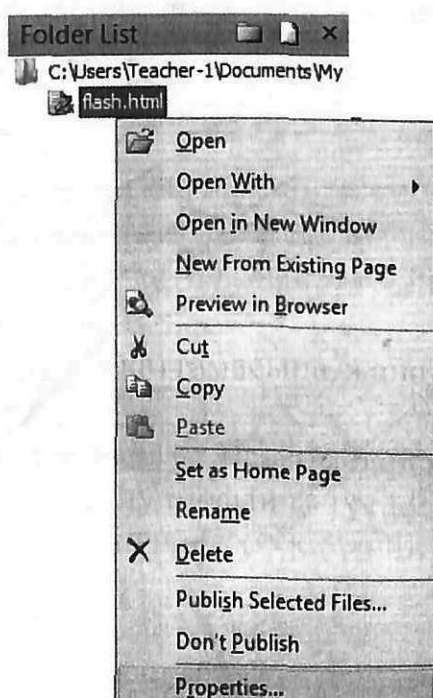 Folder List
C:\Users\Teacher-1\Documents\My
flash.html
Open
Open With
Open in New Window
New From Existing Page
Preview in Browser
Cut
Copy
Paste
Set as Home Page
Rename
Delete
Publish Selected Files...
Don't Publish
Properties...